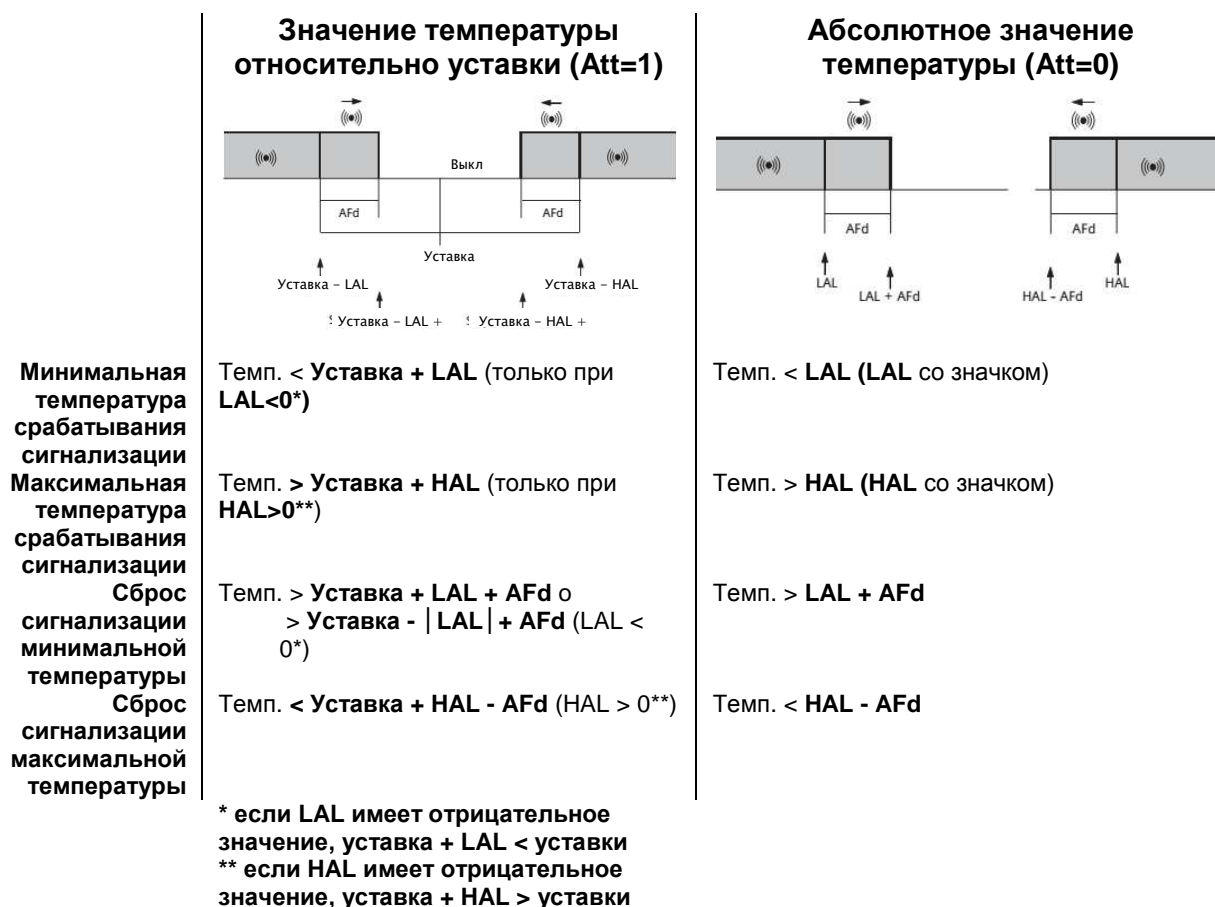 Значение температуры
относительно уставки (Att=1)
Абсолютное значение
температуры (Att=0)
Выкл
AFd
AFd
Уставка
Уставка – LAL
Уставка – HAL
Уставка – LAL +
Уставка – HAL +
AFd
AFd
LAL
LAL + AFd
HAL - AFd
HAL
Минимальная
температура
срабатывания
сигнализации
Темп. < Уставка + LAL (только при
LAL<0*)
Темп. < LAL (LAL со значком)
Максимальная
температура
срабатывания
сигнализации
Темп. > Уставка + HAL (только при
HAL>0**)
Темп. > HAL (HAL со значком)
Сброс
сигнализации
минимальной
температуры
Темп. > Уставка + LAL + AFd о
> Уставка - |LAL|+ AFd (LAL <
0*)
Темп. > LAL + AFd
Сброс
сигнализации
максимальной
температуры
Темп. < Уставка + HAL - AFd (HAL > 0**)
Темп. < HAL - AFd
* если LAL имеет отрицательное
значение, уставка + LAL < уставки
** если HAL имеет отрицательное
значение, уставка + HAL > уставки